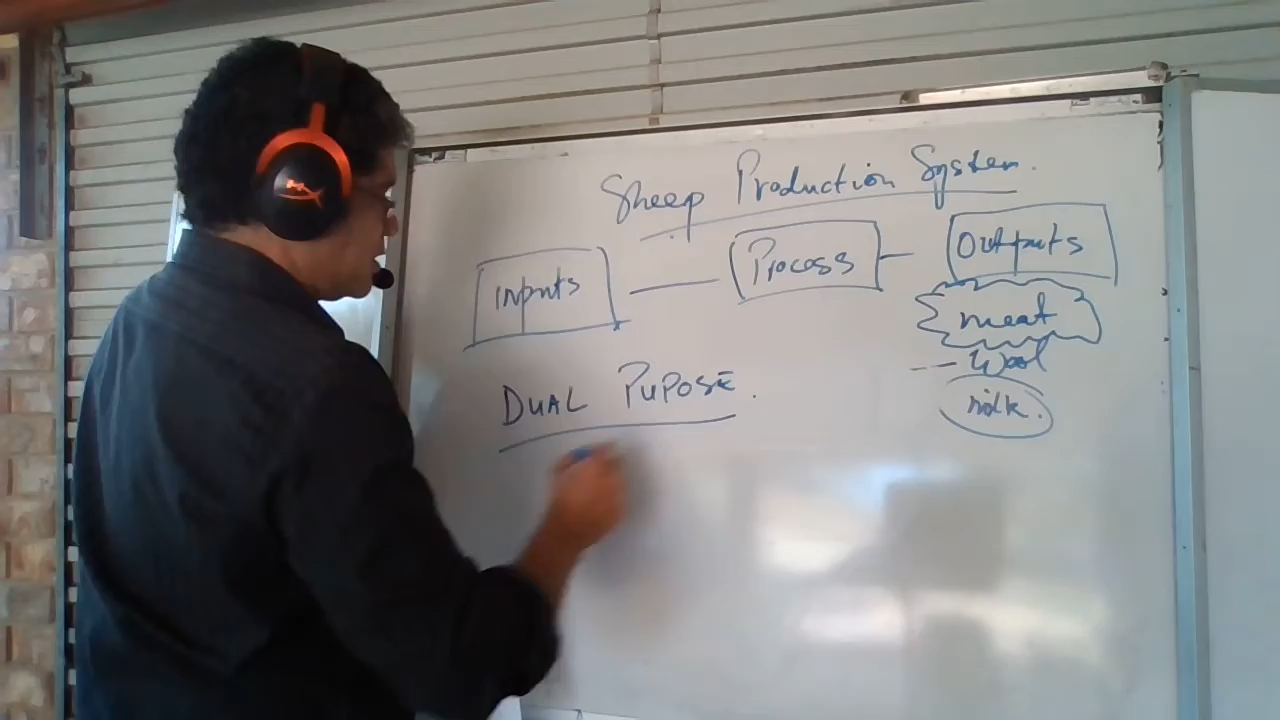 Sheep Production System.
Inputs
Process
Outputs
meat
Wool
milk.
DUAL PUPOSE.